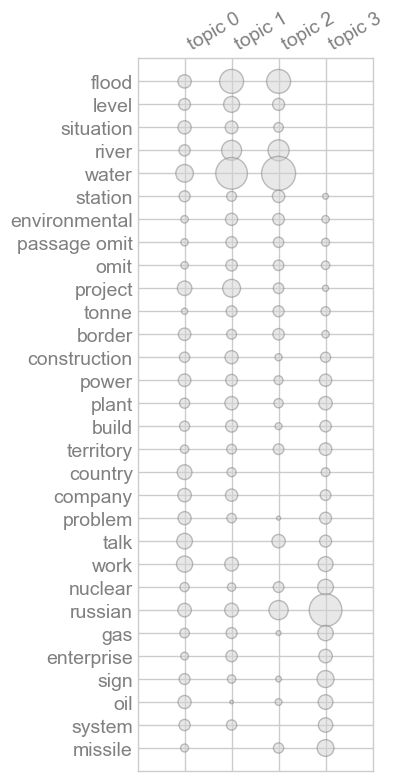 topic 0 topic 1 topic 2 topic 3
flood
level
situation
river
water
station
environmental
passage omit
omit
project
tonne
border
construction
power
plant
build
territory
country
company
problem
talk
work
nuclear
russian
gas
enterprise
sign
oil
system
missile